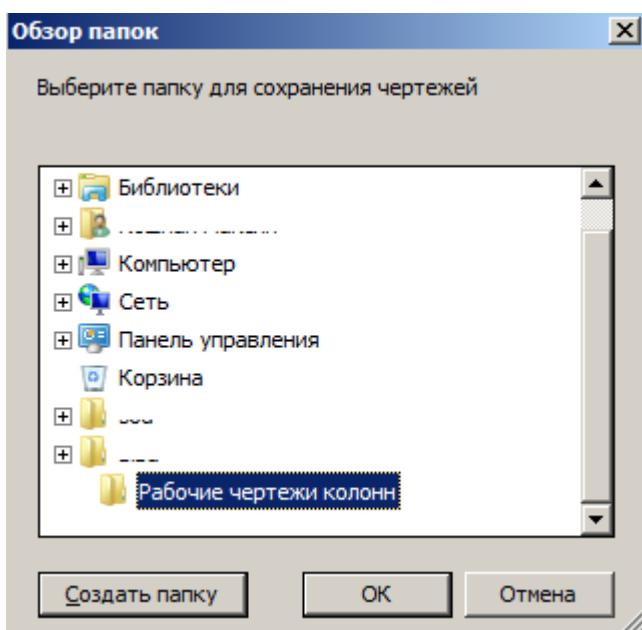 Обзор папок
Выберите папку для сохранения чертежей
Библиотеки
Компьютер
Сеть
Панель управления
Корзина
Рабочие чертежи колонн
Создать папку
ОК
Отмена